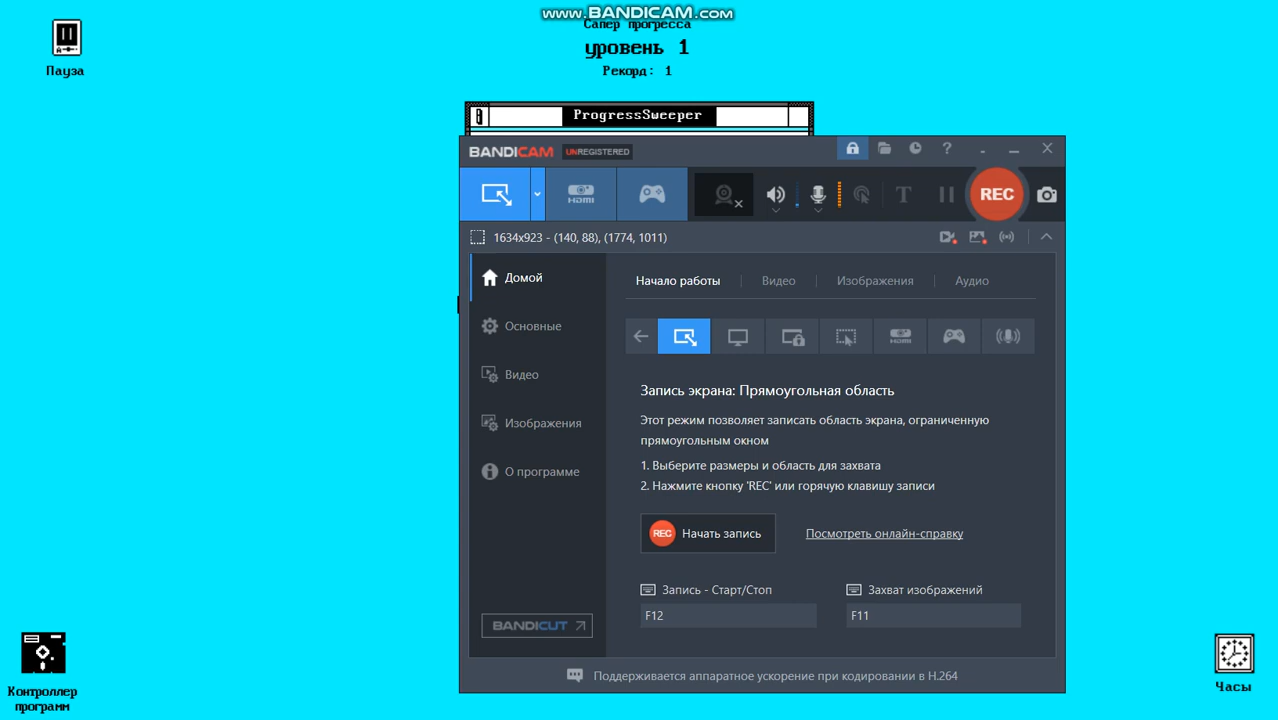 www.BANDICAM.com
Сапер прогресса
уровень 1
Рекорд: 1
Пауза
ProgressSweeper
BANDICAM UNREGISTERED
?
HDMI
T
REC
1634x923 - (140, 88), (1774, 1011)
Домой
Основные
Видео
Изображения
О программе
BANDICUT
Начало работы
Видео
Изображения
Аудио
HDMI
Запись экрана: Прямоугольная область
Этот режим позволяет записать область экрана, ограниченную
прямоугольным окном
1. Выберите размеры и область для захвата
2. Нажмите кнопку 'REC' или горячую клавишу записи
REC Начать запись
Посмотреть онлайн-справку
Запись - Старт/Стоп
Захват изображений
F12
F11
Поддерживается аппаратное ускорение при кодировании в H.264
Контроллер
программ
Часы